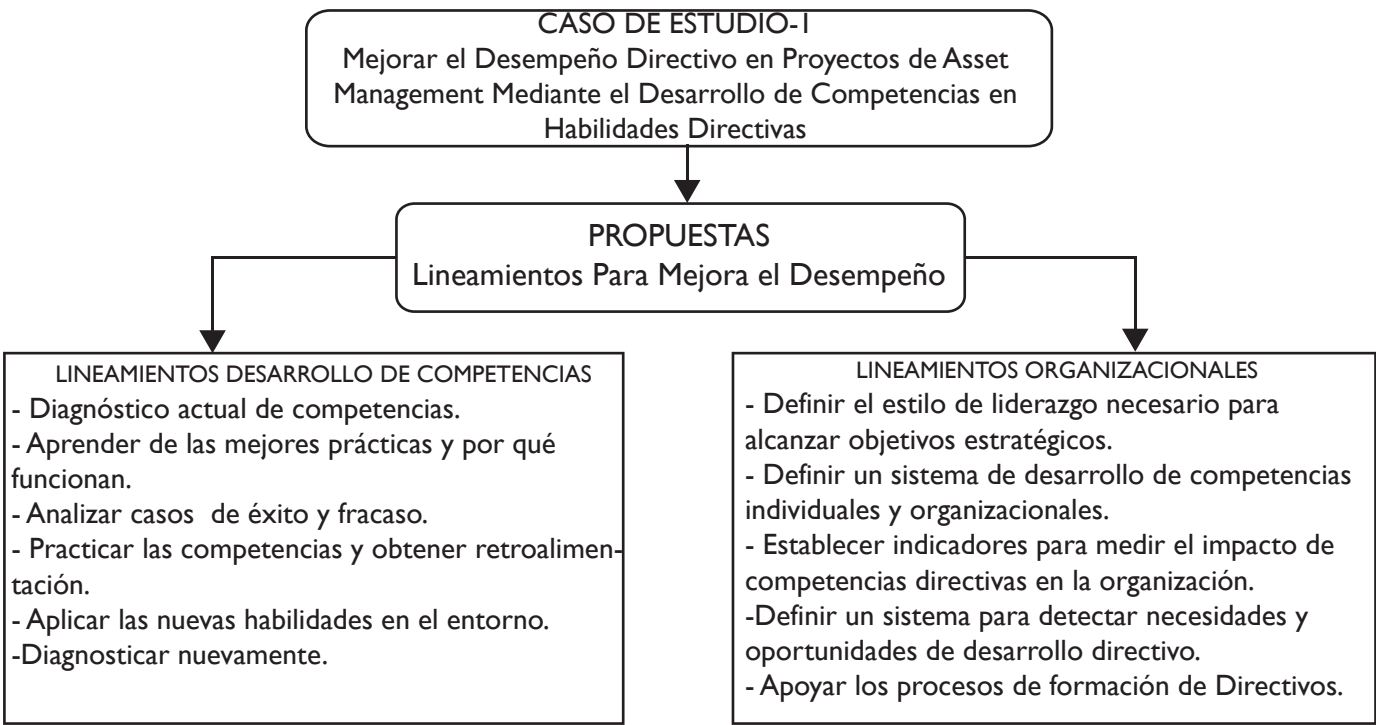 CASO DE ESTUDIO-1
Mejorar el Desempeño Directivo en Proyectos de Asset
Management Mediante el Desarrollo de Competencias en
Habilidades Directivas
PROPUESTAS
Lineamientos Para Mejora el Desempeño
LINEAMIENTOS DESARROLLO DE COMPETENCIAS
- Diagnóstico actual de competencias.
- Aprender de las mejores prácticas y por qué
funcionan.
- Analizar casos de éxito y fracaso.
- Practicar las competencias y obtener retroalimen-
tación.
- Aplicar las nuevas habilidades en el entorno.
-Diagnosticar nuevamente.
LINEAMIENTOS ORGANIZACIONALES
- Definir el estilo de liderazgo necesario para
alcanzar objetivos estratégicos.
- Definir un sistema de desarrollo de competencias
individuales y organizacionales.
- Establecer indicadores para medir el impacto de
competencias directivas en la organización.
-Definir un sistema para detectar necesidades y
oportunidades de desarrollo directivo.
- Apoyar los procesos de formación de Directivos.